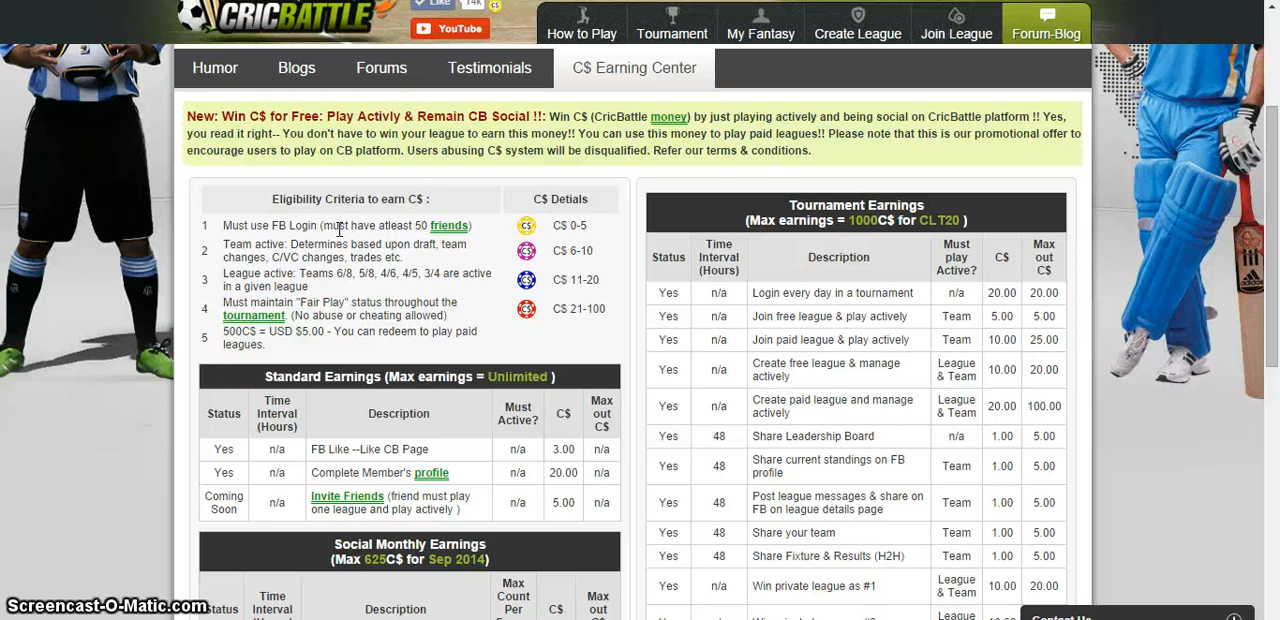 CRICBATTLE
Like 14K C$
YouTube
How to Play Tournament My Fantasy Create League Join League Forum-Blog
Humor Blogs Forums Testimonials C$ Earning Center
New: Win C$ for Free: Play Activly & Remain CB Social !!: Win C$ (CricBattle money) by just playing actively and being social on CricBattle platform !! Yes,
you read it right-- You don't have to win your league to earn this money!! You can use this money to play paid leagues!! Please note that this is our promotional offer to
encourage users to play on CB platform. Users abusing C$ system will be disqualified. Refer our terms & conditions.
Eligibility Criteria to earn C$ : C$ Detials
1 Must use FB Login (must have atleast 50 friends) C$ C$ 0-5
2 Team active: Determines based upon draft, team
changes, C/VC changes, trades etc. C$ C$ 6-10
3 League active: Teams 6/8, 5/8, 4/6, 4/5, 3/4 are active
in a given league C$ C$ 11-20
4 Must maintain "Fair Play" status throughout the
tournament. (No abuse or cheating allowed) C$ C$ 21-100
5 500C$ = USD $5.00 - You can redeem to play paid
leagues.
Standard Earnings (Max earnings = Unlimited )
Status Time Interval (Hours) Description Must Active? C$ Max out C$
Yes n/a FB Like --Like CB Page n/a 3.00 n/a
Yes n/a Complete Member's profile n/a 20.00 n/a
Coming Soon n/a Invite Friends (friend must play
one league and play actively ) n/a 5.00 n/a
Social Monthly Earnings
(Max 625C$ for Sep 2014)
Status Time Interval Description Max Count Per C$ Max out
Tournament Earnings
(Max earnings = 1000C$ for CLT20 )
Status Time Interval (Hours) Description Must play Active? C$ Max out C$
Yes n/a Login every day in a tournament n/a 20.00 20.00
Yes n/a Join free league & play actively Team 5.00 5.00
Yes n/a Join paid league & play actively Team 10.00 25.00
Yes n/a Create free league & manage
actively League & Team 10.00 20.00
Yes n/a Create paid league and manage
actively League & Team 20.00 100.00
Yes 48 Share Leadership Board n/a 1.00 5.00
Yes 48 Share current standings on FB
profile Team 1.00 5.00
Yes 48 Post league messages & share on
FB on league details page Team 1.00 5.00
Yes 48 Share your team Team 1.00 5.00
Yes 48 Share Fixture & Results (H2H) Team 1.00 5.00
Yes n/a Win private league as #1 League & Team 10.00 20.00
League
Contact Us
Screencast-O-Matic.com